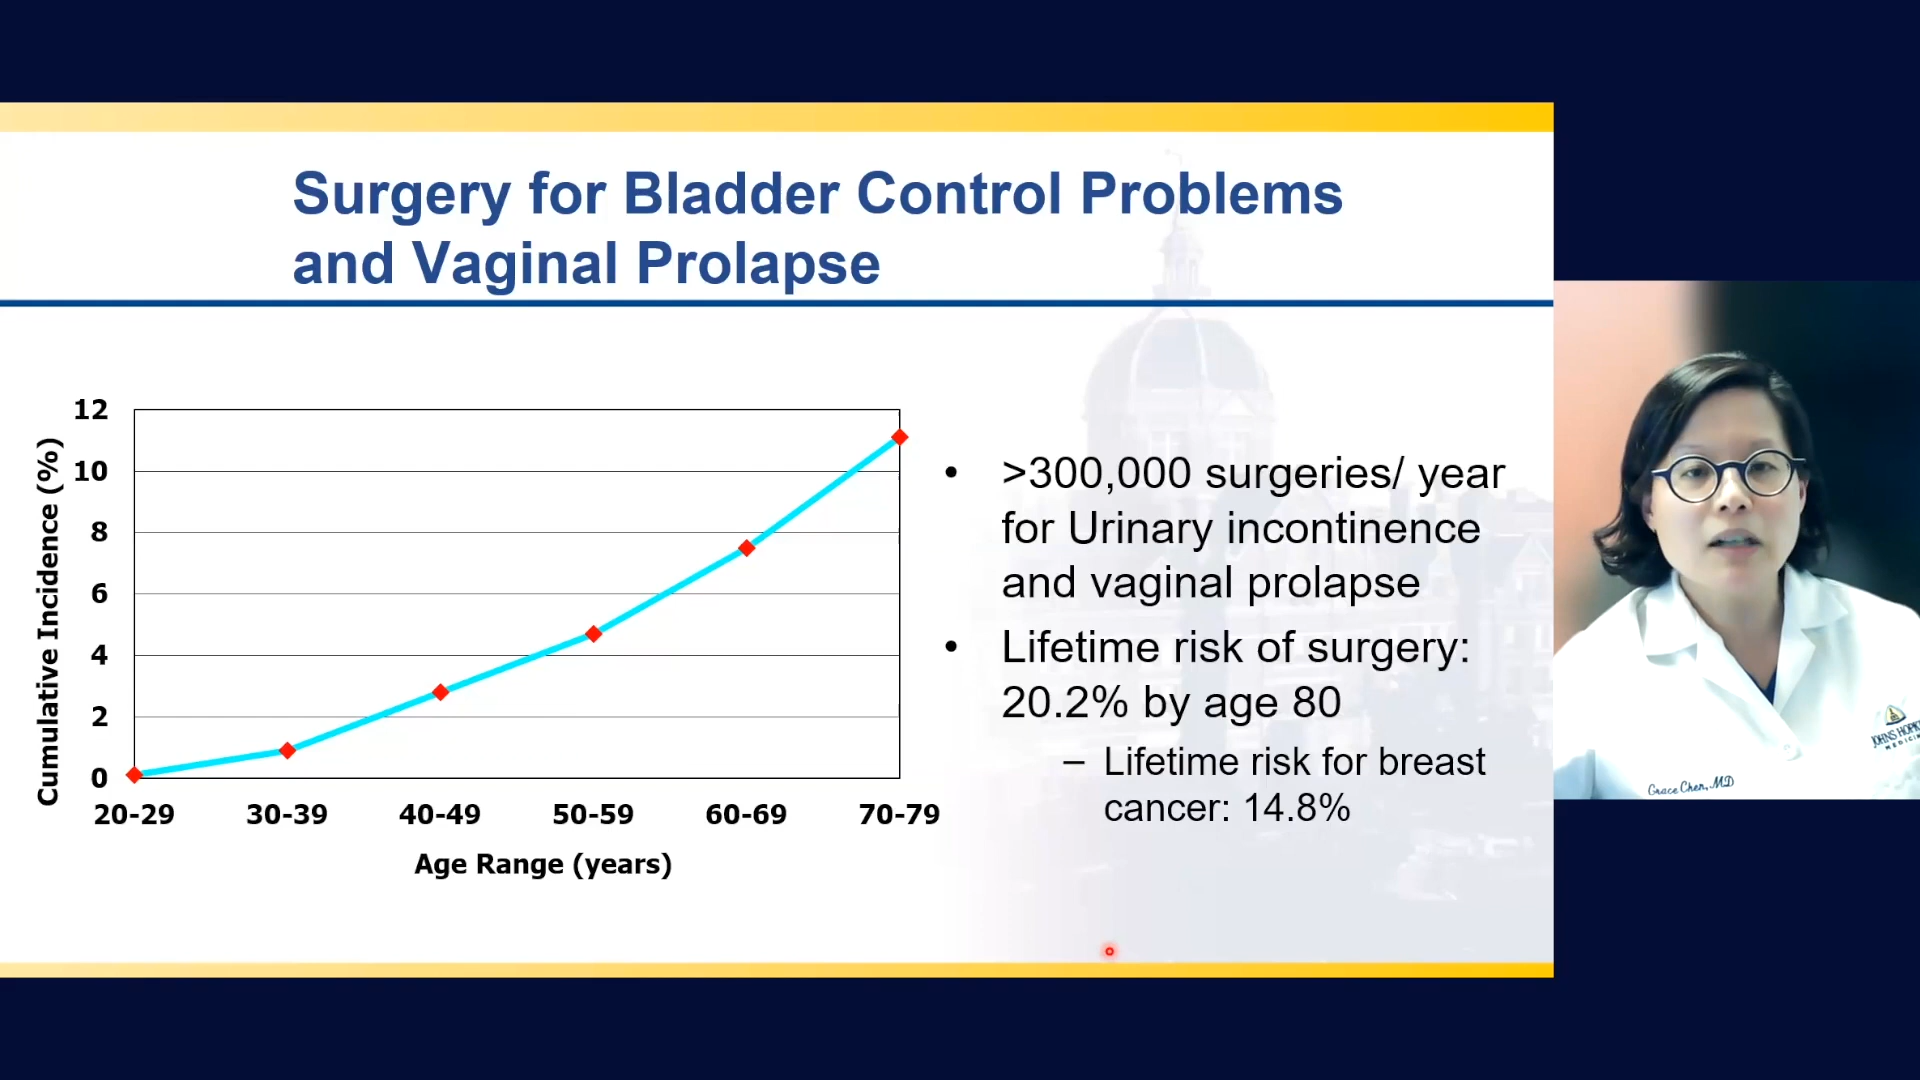 Surgery for Bladder Control Problems
and Vaginal Prolapse
Cumulative Incidence (%)
12
10
8
6
4
2
0
20-29 30-39 40-49 50-59 60-69 70-79
Age Range (years)
• >300,000 surgeries/ year
for Urinary incontinence
and vaginal prolapse
• Lifetime risk of surgery:
20.2% by age 80
– Lifetime risk for breast
cancer: 14.8%
Grace Chen, MD
JOHNS